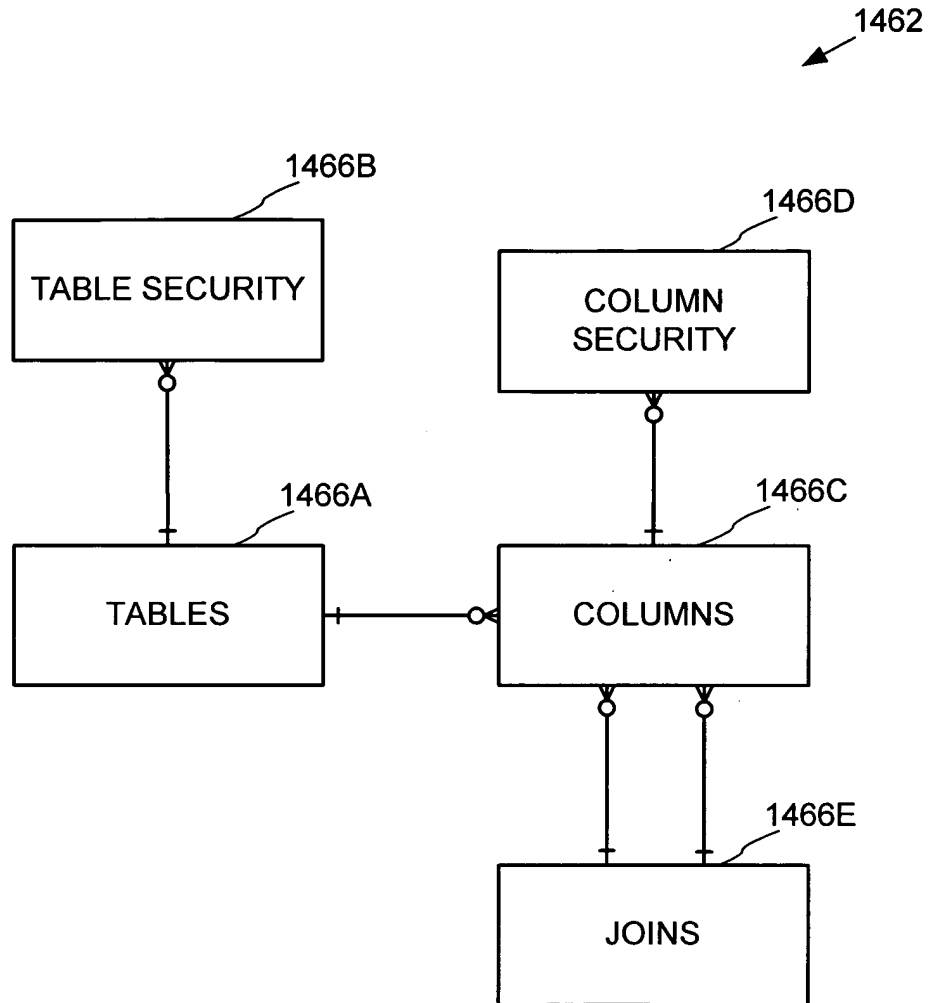 1462
1466B
TABLE SECURITY
1466D
COLUMN
SECURITY
1466A
TABLES
1466C
COLUMNS
1466E
JOINS